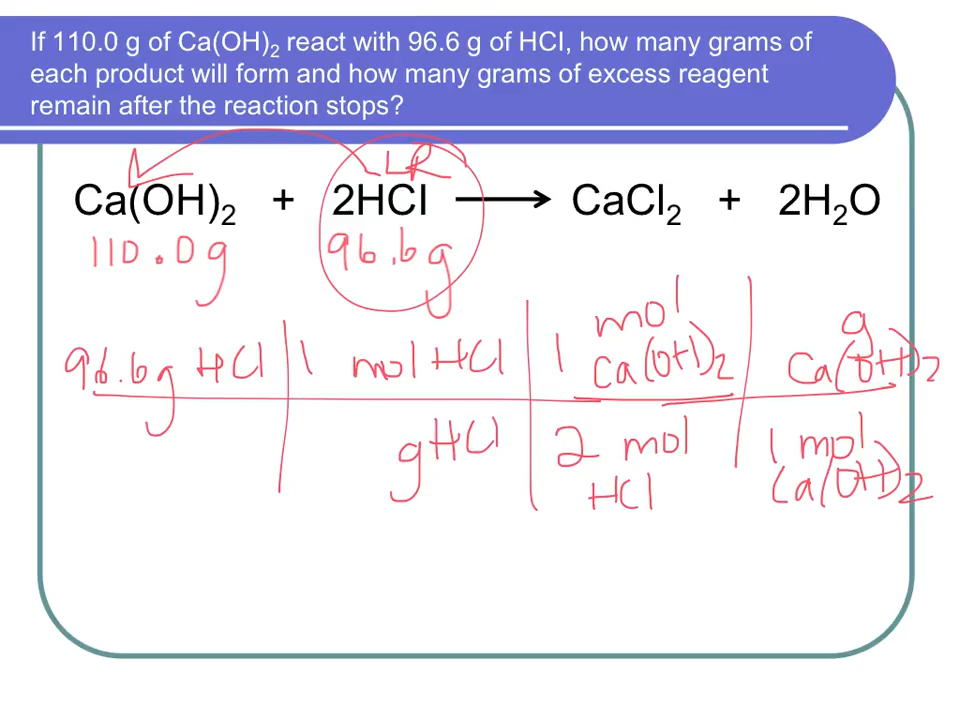 If 110.0 g of Ca(OH)₂ react with 96.6 g of HCl, how many grams of
each product will form and how many grams of excess reagent
remain after the reaction stops?
LR
Ca(OH)₂ + 2HCl → CaCl₂ + 2H₂O
110.0g 96.6g
96.6g HCl | 1 mol HCl | 1 mol Ca(OH)₂ | g Ca(OH)₂
g HCl | 2 mol HCl | 1 mol Ca(OH)₂